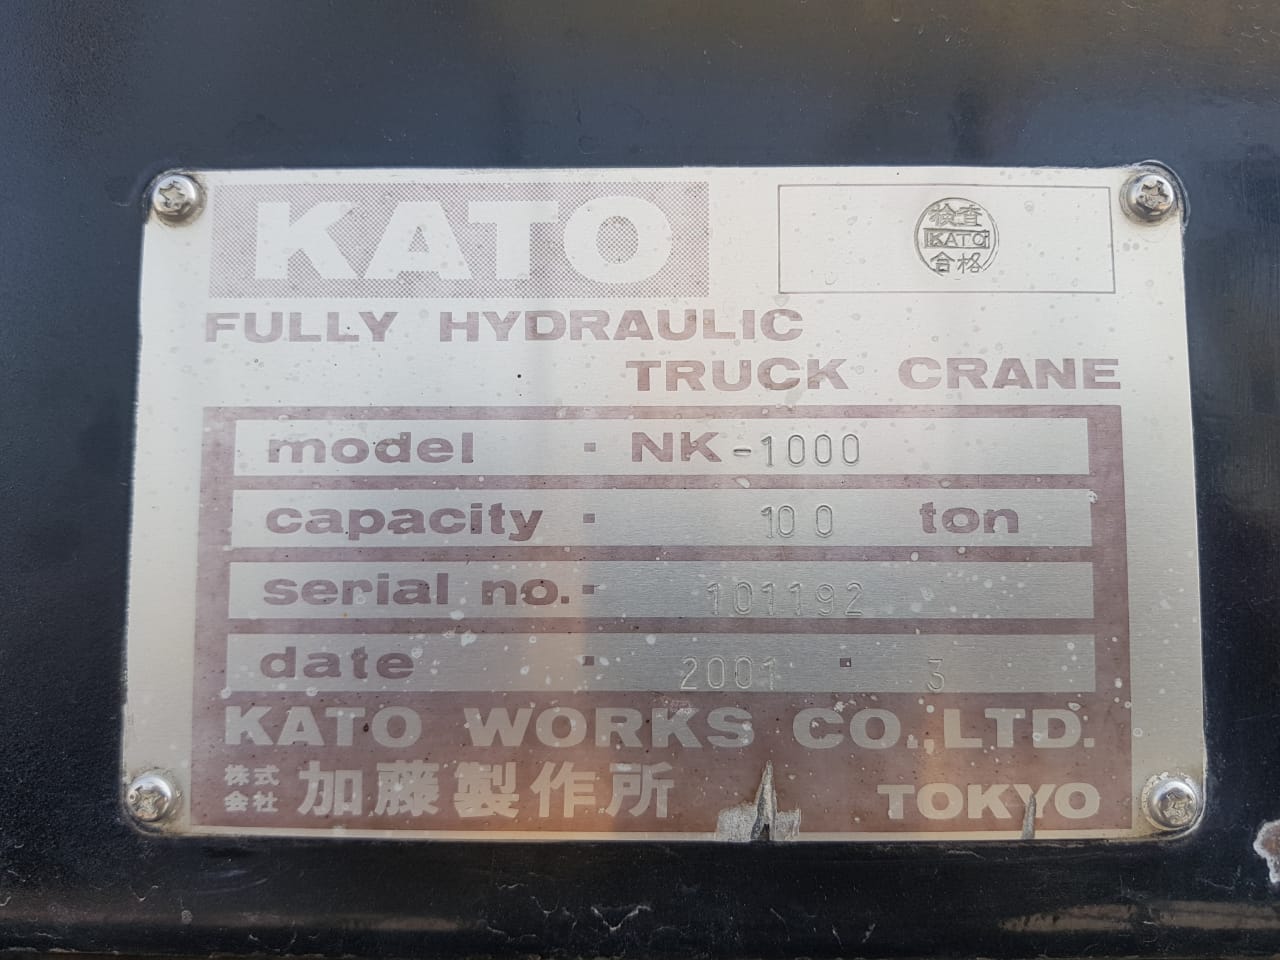 KATO
検査
KATO
合格
FULLY HYDRAULIC
TRUCK CRANE
model · NK-1000
capacity · 100 ton
serial no. · 101192
date · 2001 · 3
KATO WORKS CO.,LTD.
株式会社 加藤製作所 TOKYO